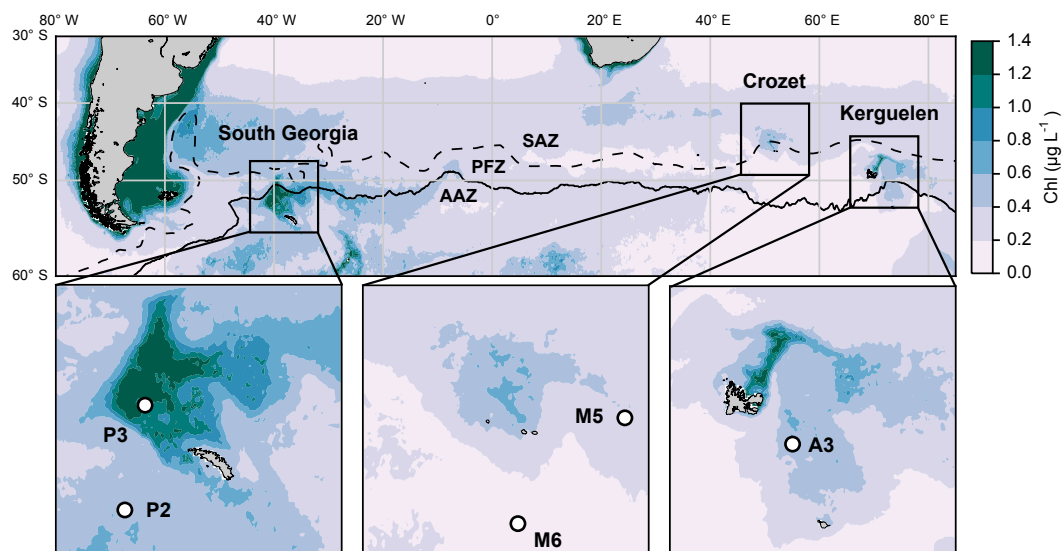 80° W 60° W 40° W 20° W 0° 20° E 40° E 60° E 80° E
30° S
40° S
50° S
60° S
South Georgia
SAZ
PFZ
AAZ
Crozet
Kerguelen
1.4
1.2
1.0
0.8
0.6
0.4
0.2
0.0
Chl (µg L⁻¹)
P3
P2
M5
M6
A3